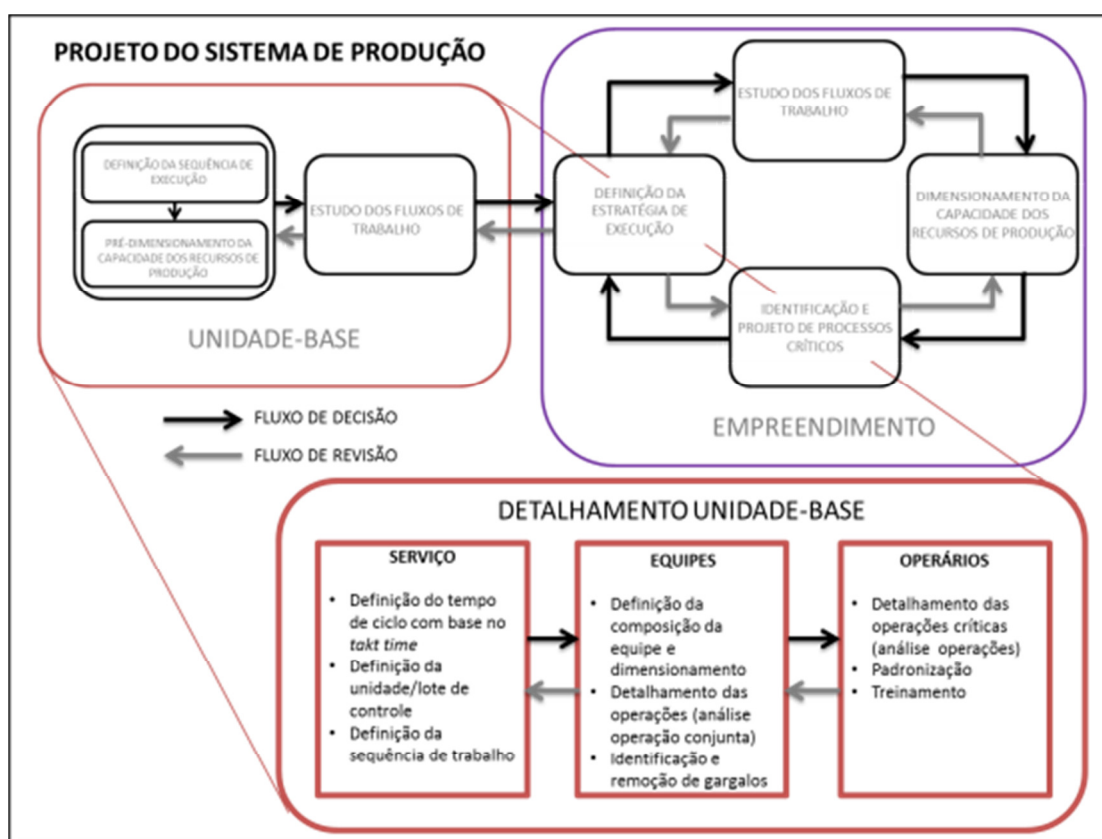 PROJETO DO SISTEMA DE PRODUÇÃO
DEFINIÇÃO DA SEQUÊNCIA DE
EXECUÇÃO
PRÉ-DIMENSIONAMENTO DA
CAPACIDADE DOS RECURSOS DE
PRODUÇÃO
ESTUDO DOS FLUXOS DE
TRABALHO
UNIDADE-BASE
ESTUDO DOS FLUXOS DE
TRABALHO
DEFINIÇÃO DA
ESTRATÉGIA DE
EXECUÇÃO
DIMENSIONAMENTO DA
CAPACIDADE DOS
RECURSOS DE PRODUÇÃO
IDENTIFICAÇÃO E
PROJETO DE PROCESSOS
CRÍTICOS
EMPREENDIMENTO
FLUXO DE DECISÃO
FLUXO DE REVISÃO
DETALHAMENTO UNIDADE-BASE
SERVIÇO
• Definição do tempo
de ciclo com base no
takt time
• Definição da
unidade/lote de
controle
• Definição da
sequência de trabalho
EQUIPES
• Definição da
composição da
equipe e
dimensionamento
• Detalhamento das
operações (análise
operação conjunta)
• Identificação e
remoção de gargalos
OPERÁRIOS
• Detalhamento das
operações críticas
(análise operações)
• Padronização
• Treinamento